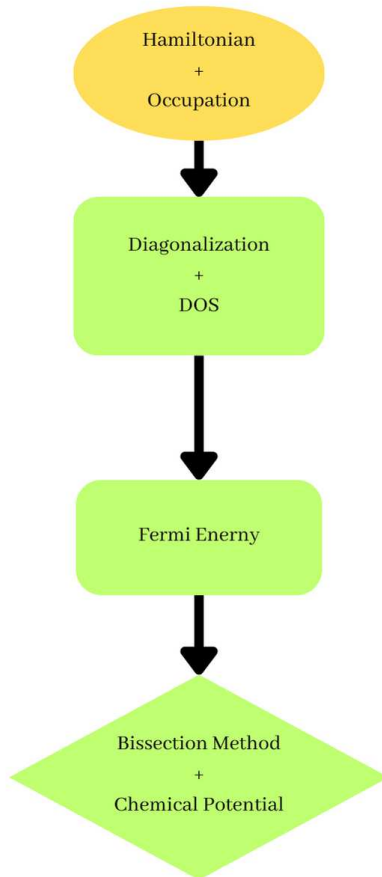 Hamiltonian
+
Occupation
Diagonalization
+
DOS
Fermi Enerny
Bissection Method
+
Chemical Potential